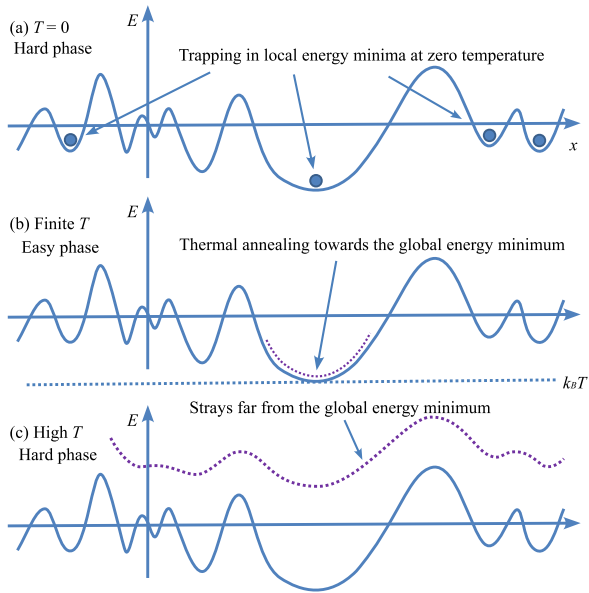 (a) T = 0
Hard phase
E
Trapping in local energy minima at zero temperature
x
(b) Finite T
Easy phase
E
Thermal annealing towards the global energy minimum
kBT
Strays far from the global energy minimum
(c) High T
Hard phase
E